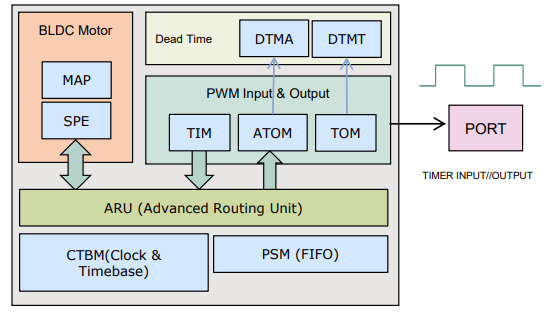 BLDC Motor
MAP
SPE
Dead Time
DTMA
DTMT
PWM Input & Output
TIM
ATOM
TOM
PORT
TIMER INPUT//OUTPUT
ARU (Advanced Routing Unit)
CTBM(Clock &
Timebase)
PSM (FIFO)